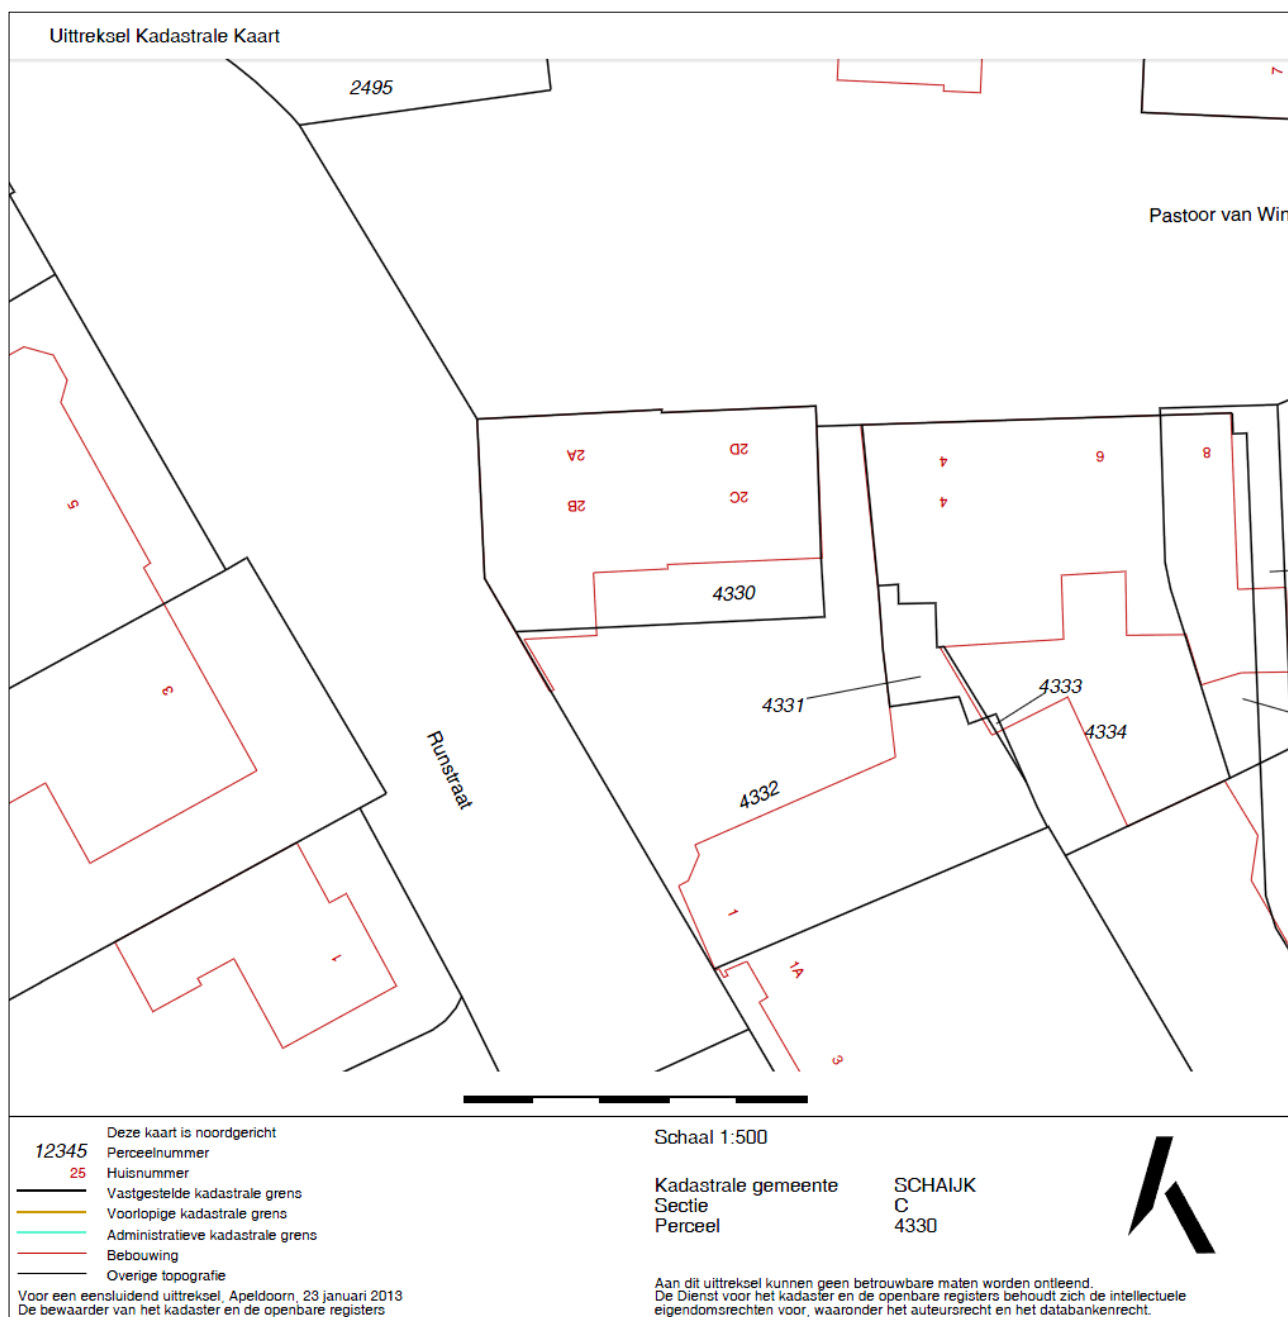 Uittreksel Kadastrale Kaart
2495
7
Pastoor van Win
5
2A
2D
2B
2C
4
6
8
4
4330
3
4331
4333
4334
Runstraat
4332
1
1
1A
3
Deze kaart is noordgericht
12345 Perceelnummer
25 Huisnummer
Vastgestelde kadastrale grens
Voorlopige kadastrale grens
Administratieve kadastrale grens
Bebouwing
Overige topografie
Voor een eensluidend uittreksel, Apeldoorn, 23 januari 2013
De bewaarder van het kadaster en de openbare registers
Schaal 1:500
Kadastrale gemeente SCHAIJK
Sectie C
Perceel 4330
Aan dit uittreksel kunnen geen betrouwbare maten worden ontleend.
De Dienst voor het kadaster en de openbare registers behoudt zich de intellectuele
eigendomsrechten voor, waaronder het auteursrecht en het databankenrecht.